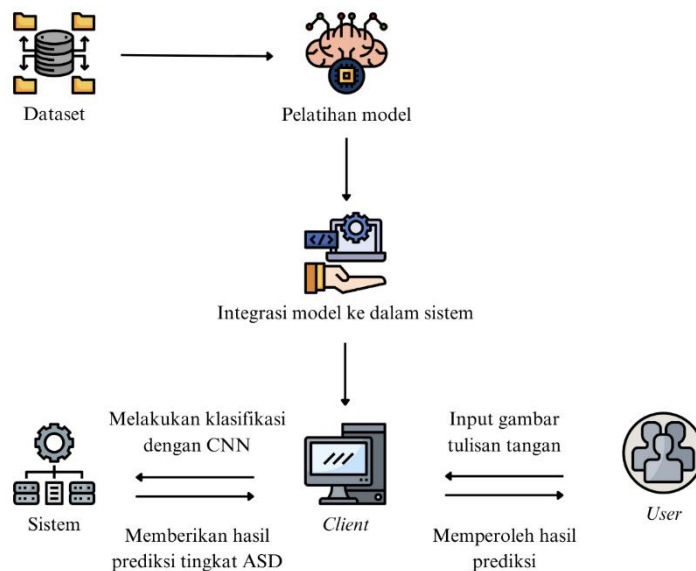 Dataset
Pelatihan model
</>
Integrasi model ke dalam sistem
Melakukan klasifikasi
dengan CNN
Input gambar
tulisan tangan
Sistem
Client
User
Memberikan hasil
prediksi tingkat ASD
Memperoleh hasil
prediksi